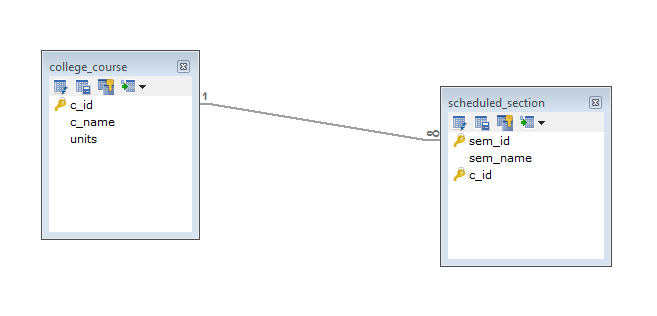 college_course
c_id
c_name
units
1
∞
scheduled_section
sem_id
sem_name
c_id